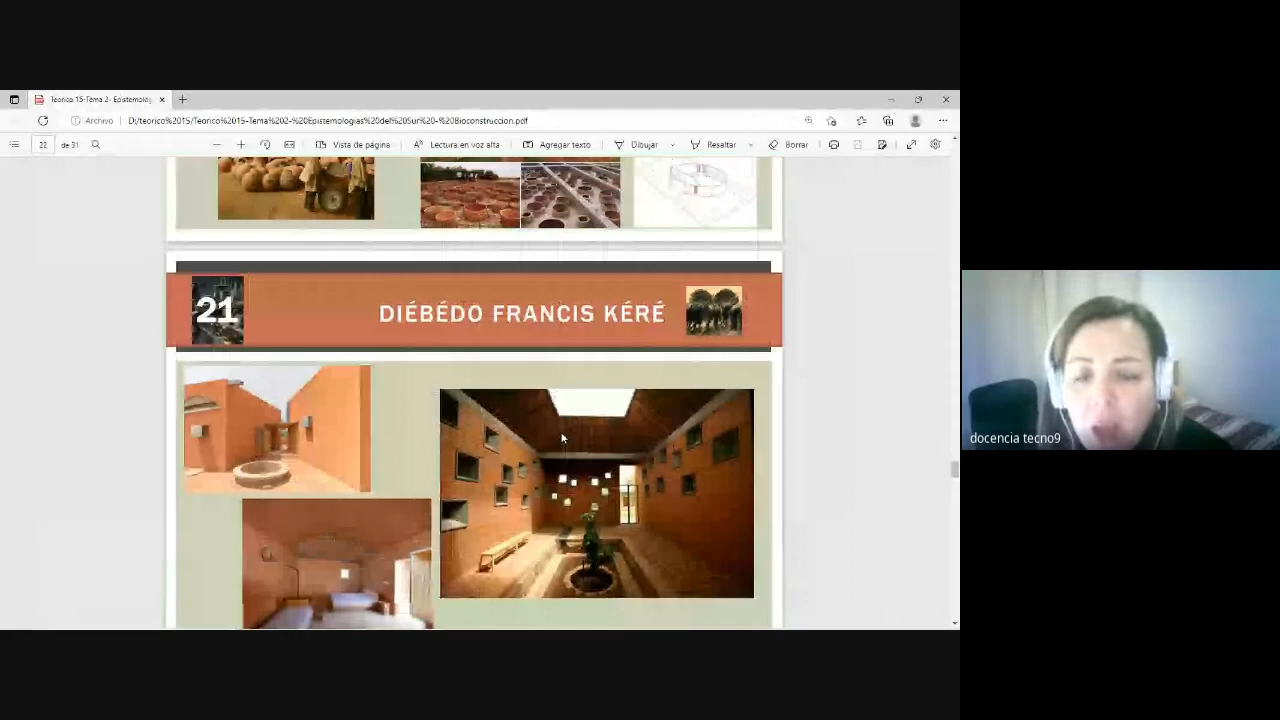 Teorico 15-Tema 2- Epistemolog
Archivo
D:/teorico%2015/Teorico%2015-Tema%202-%20Epistemologias%20del%20Sur%20-%20Bioconstruccion.pdf
22 de 31
Vista de página
Lectura en voz alta
Agregar texto
Dibujar
Resaltar
Borrar
21
DIÉBÉDO FRANCIS KÉRÉ
docencia tecno9